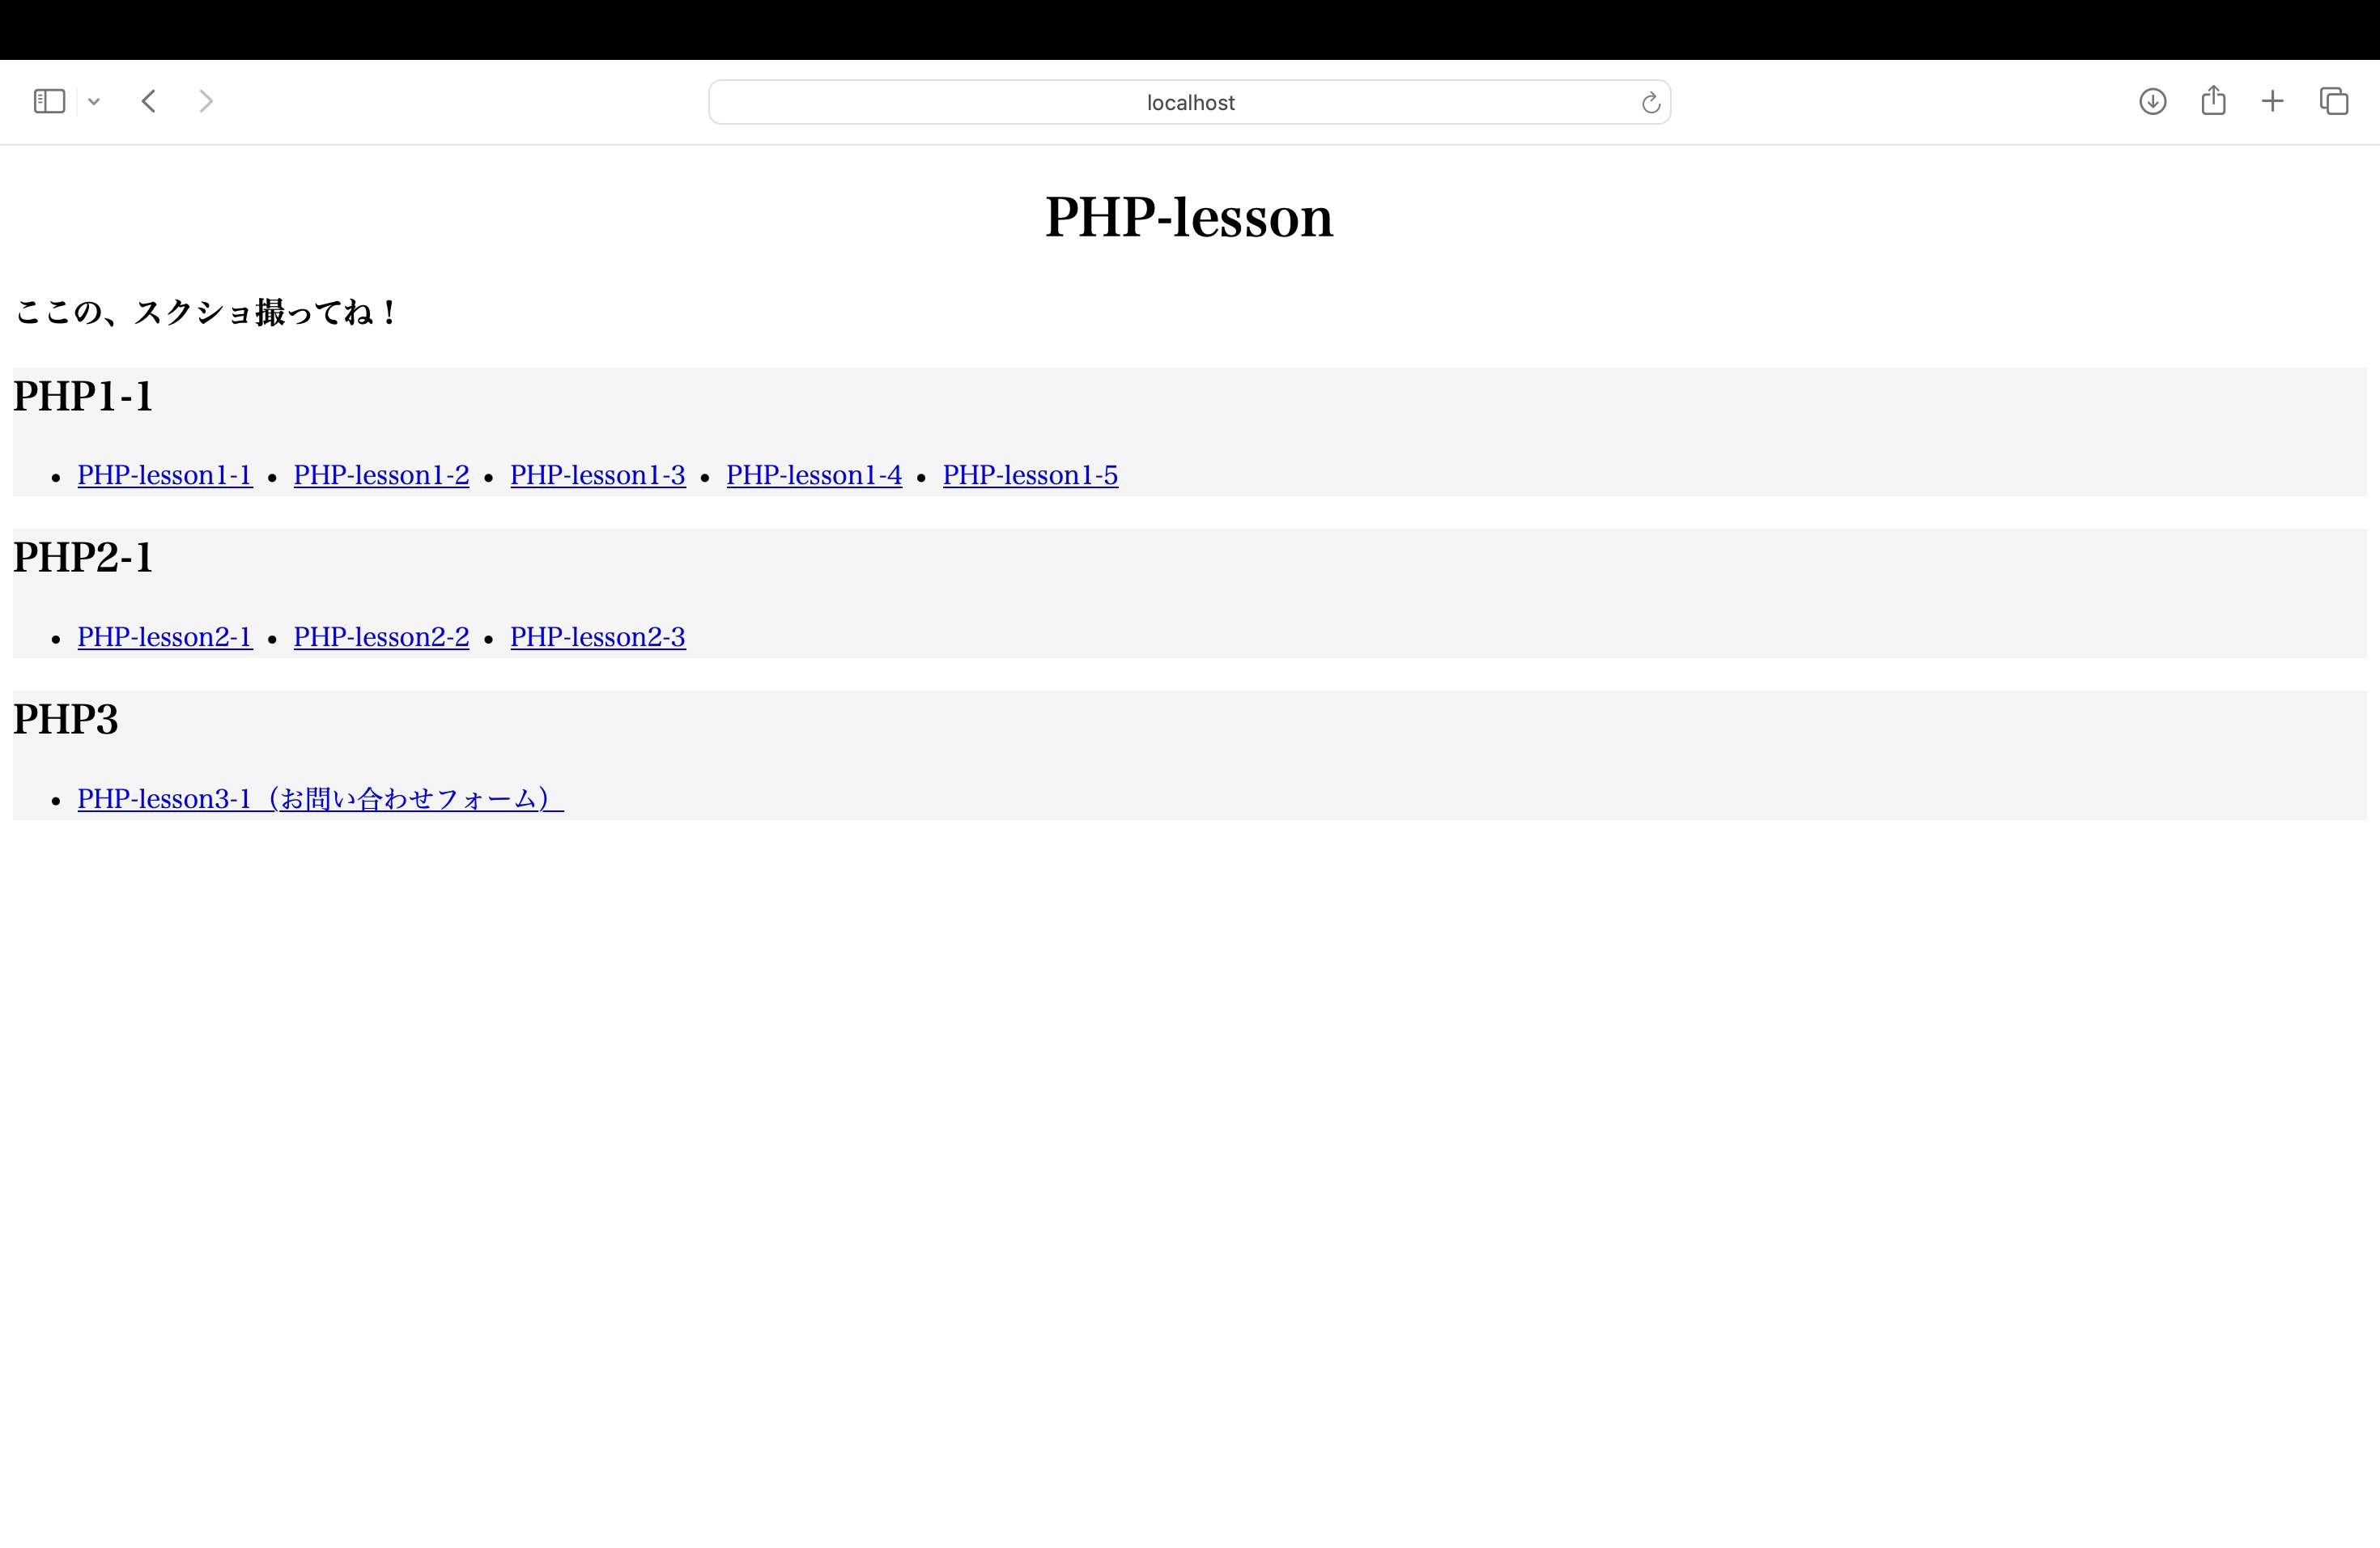 localhost
PHP-lesson
ここの、スクショ撮ってね！
PHP1-1
• PHP-lesson1-1 • PHP-lesson1-2 • PHP-lesson1-3 • PHP-lesson1-4 • PHP-lesson1-5
PHP2-1
• PHP-lesson2-1 • PHP-lesson2-2 • PHP-lesson2-3
PHP3
• PHP-lesson3-1（お問い合わせフォーム）